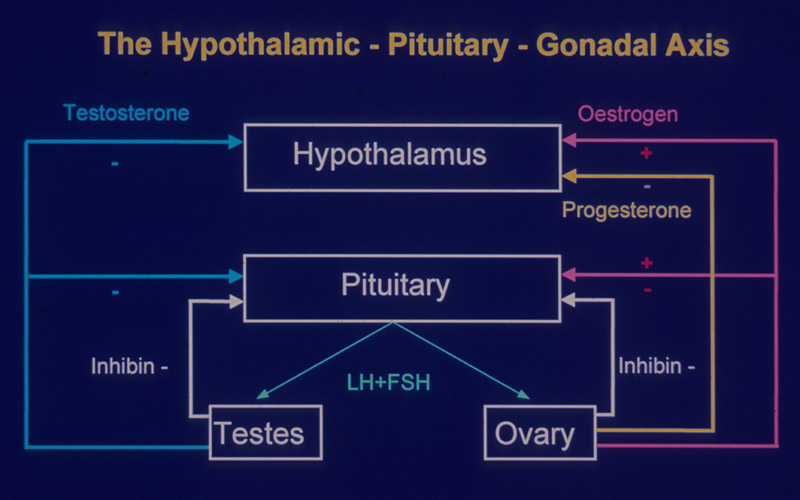 The Hypothalamic - Pituitary - Gonadal Axis
Testosterone
Oestrogen
-
Hypothalamus
+
-
Progesterone
-
Pituitary
+
-
Inhibin -
LH+FSH
Inhibin -
Testes
Ovary